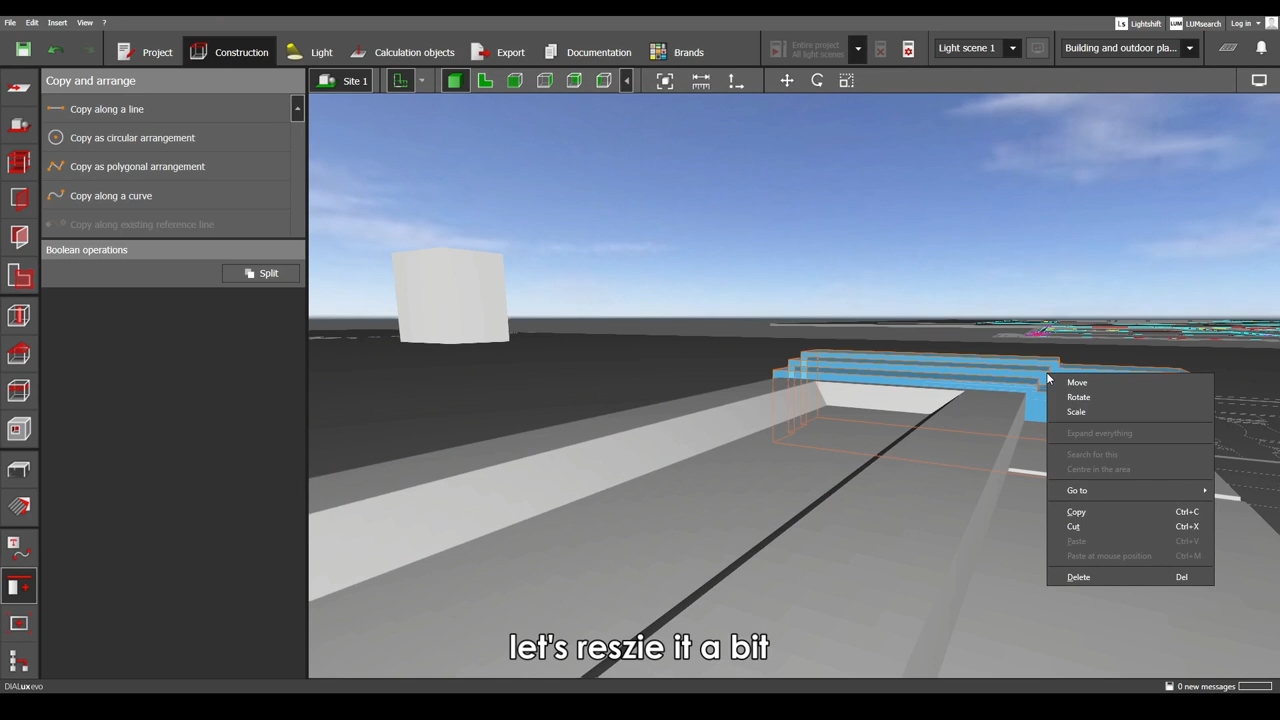 File Edit Insert View ?
Ls Lightshift LUM LUMsearch Log in
Project Construction Light Calculation objects Export Documentation Brands
Entire project
All light scenes
Light scene 1
Building and outdoor pla...
Copy and arrange
Site 1
Copy along a line
Copy as circular arrangement
Copy as polygonal arrangement
Copy along a curve
Copy along existing reference line
Boolean operations
Split
Move
Rotate
Scale
Expand everything
Search for this
Centre in the area
Go to
Copy Ctrl+C
Cut Ctrl+X
Paste Ctrl+V
Paste at mouse position Ctrl+M
Delete Del
let's reszie it a bit
DIALux evo
0 new messages